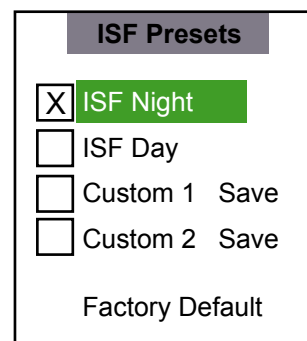 ISF Presets
X ISF Night
ISF Day
Custom 1 Save
Custom 2 Save
Factory Default